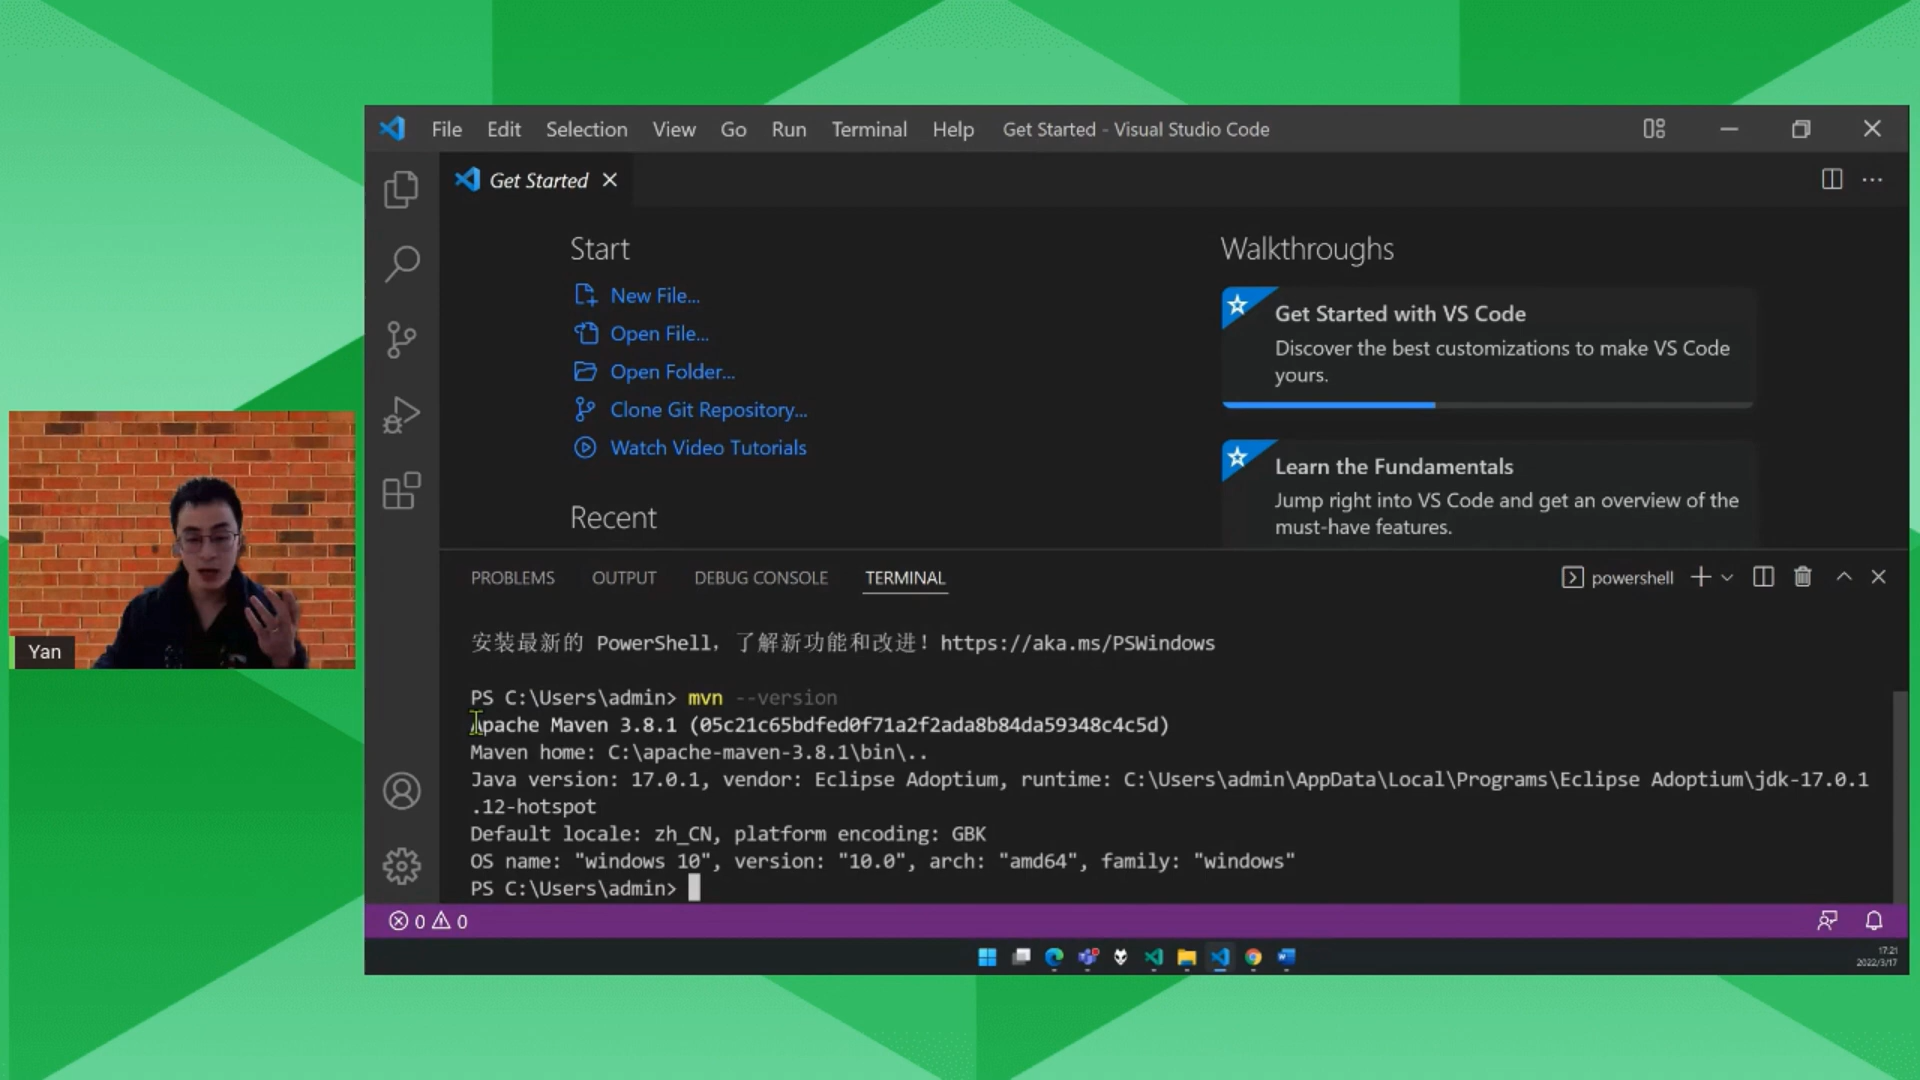 File Edit Selection View Go Run Terminal Help Get Started - Visual Studio Code
Get Started
Start
New File...
Open File...
Open Folder...
Clone Git Repository...
Watch Video Tutorials
Recent
Walkthroughs
Get Started with VS Code
Discover the best customizations to make VS Code
yours.
Learn the Fundamentals
Jump right into VS Code and get an overview of the
must-have features.
Yan
PROBLEMS OUTPUT DEBUG CONSOLE TERMINAL powershell
安装最新的 PowerShell，了解新功能和改进！https://aka.ms/PSWindows
PS C:\Users\admin> mvn --version
Apache Maven 3.8.1 (05c21c65bdfed0f71a2f2ada8b84da59348c4c5d)
Maven home: C:\apache-maven-3.8.1\bin\..
Java version: 17.0.1, vendor: Eclipse Adoptium, runtime: C:\Users\admin\AppData\Local\Programs\Eclipse Adoptium\jdk-17.0.1
.12-hotspot
Default locale: zh_CN, platform encoding: GBK
OS name: "windows 10", version: "10.0", arch: "amd64", family: "windows"
PS C:\Users\admin>
0 0
17:21
2022/3/17